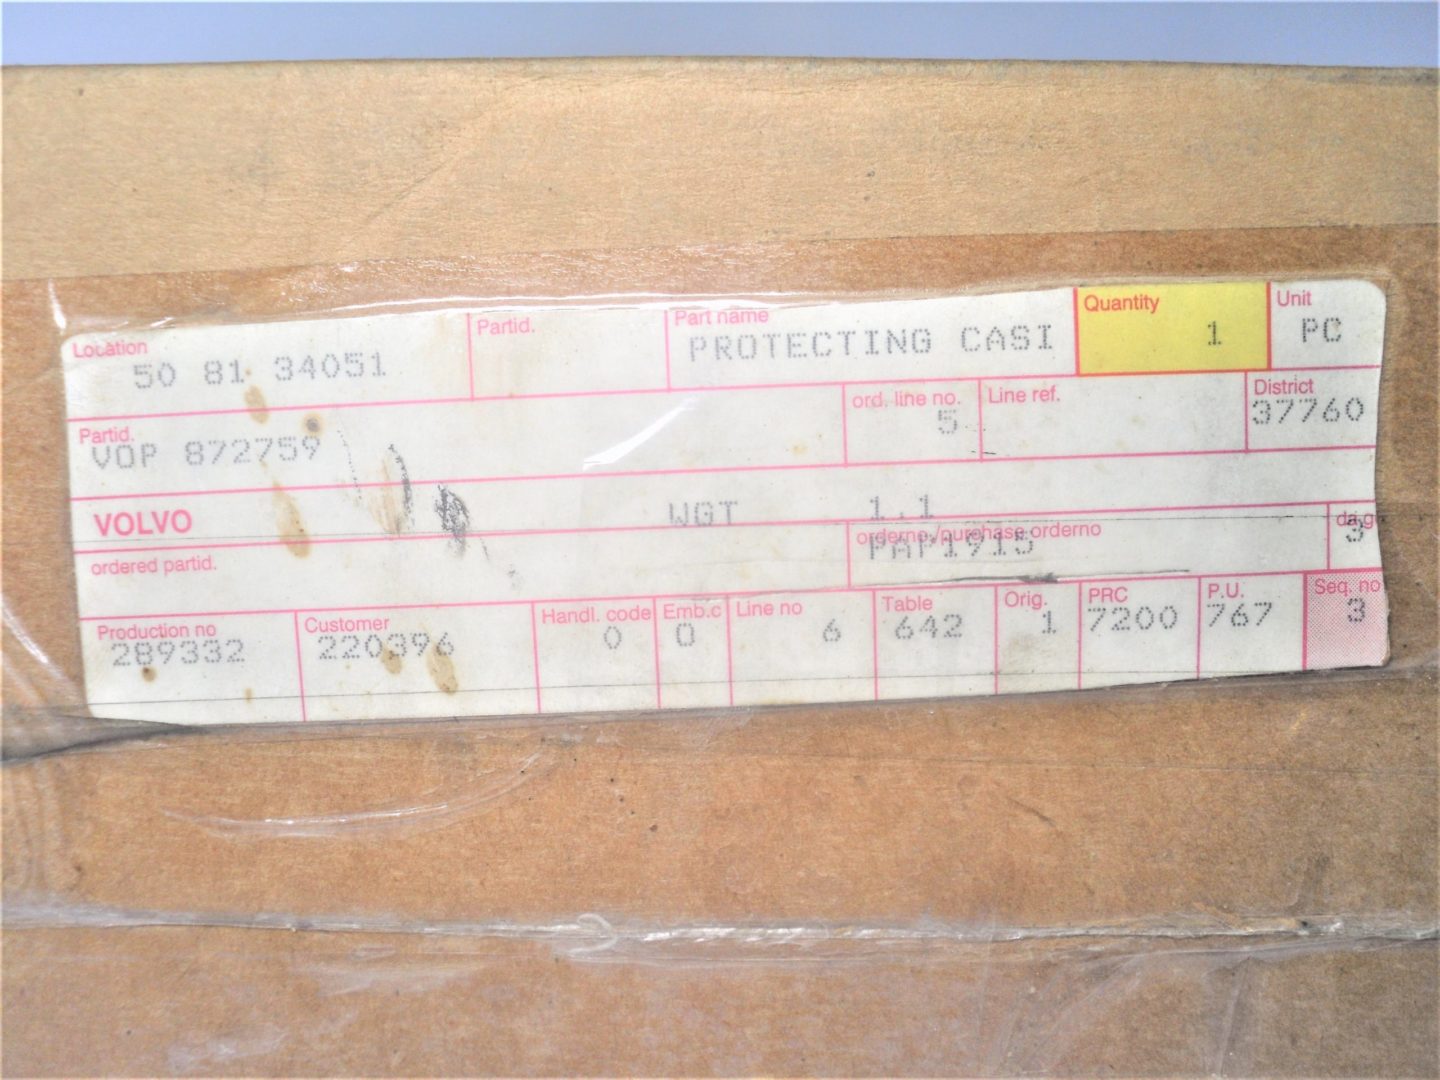 Location
50 81 34051
Partid.
Part name
PROTECTING CASI
Quantity
1
Unit
PC
Partid.
VOP 872759
ord. line no.
5
Line ref.
District
37760
VOLVO
WGT 1.1
ordered partid.
orderno./purchase orderno
PAP1915
3
Production no
289332
Customer
220396
Handl. code
0
Emb.c
0
Line no
6
Table
642
Orig.
1
PRC
7200
P.U.
767
Seq. no
3